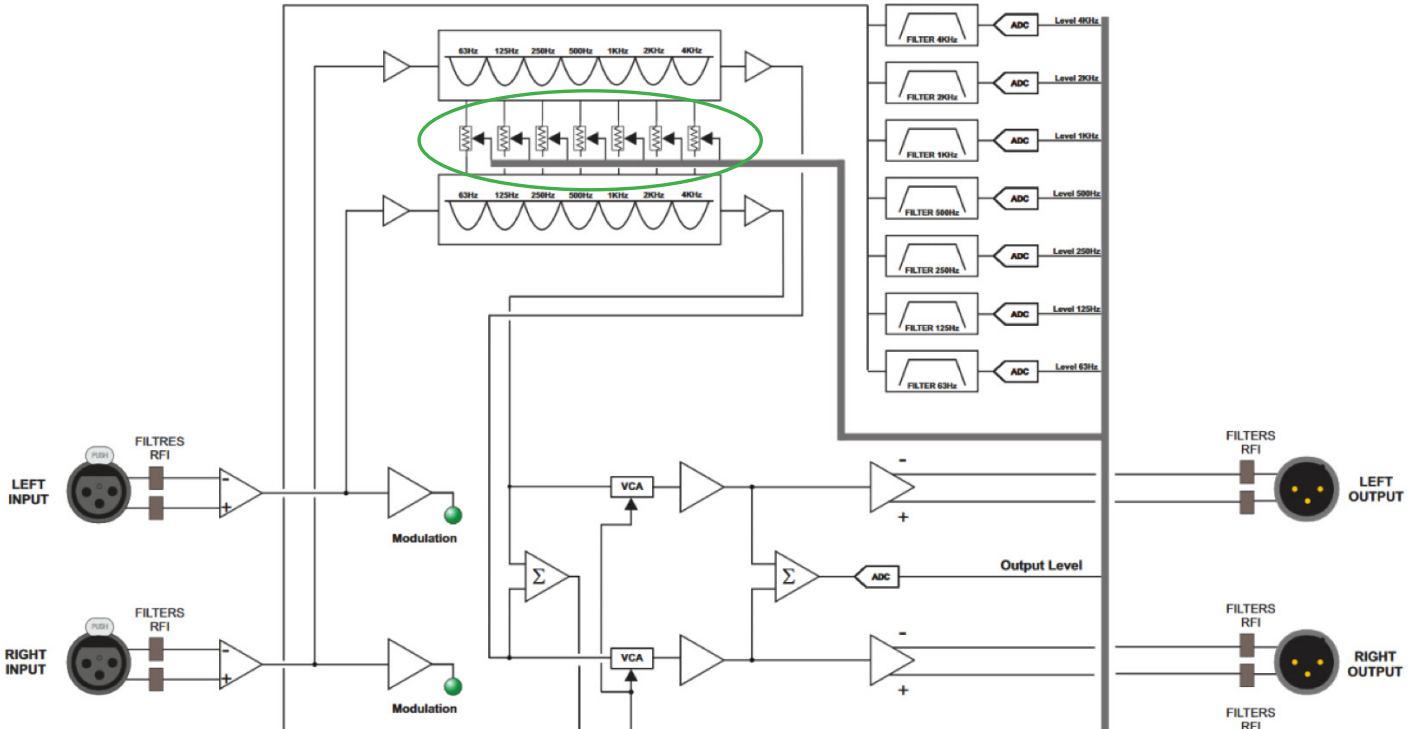 63Hz 125Hz 250Hz 500Hz 1KHz 2KHz 4KHz
63Hz 125Hz 250Hz 500Hz 1KHz 2KHz 4KHz
FILTER 4KHz
ADC
Level 4KHz
FILTER 2KHz
ADC
Level 2KHz
FILTER 1KHz
ADC
Level 1KHz
FILTER 500Hz
ADC
Level 500Hz
FILTER 250Hz
ADC
Level 250Hz
FILTER 125Hz
ADC
Level 125Hz
FILTER 63Hz
ADC
Level 63Hz
LEFT
INPUT
PUSH
FILTRES
RFI
-
+
Modulation
VCA
-
+
FILTERS
RFI
LEFT
OUTPUT
Σ
Σ
ADC
Output Level
RIGHT
INPUT
PUSH
FILTERS
RFI
-
+
Modulation
VCA
-
+
FILTERS
RFI
RIGHT
OUTPUT
FILTERS
RFI